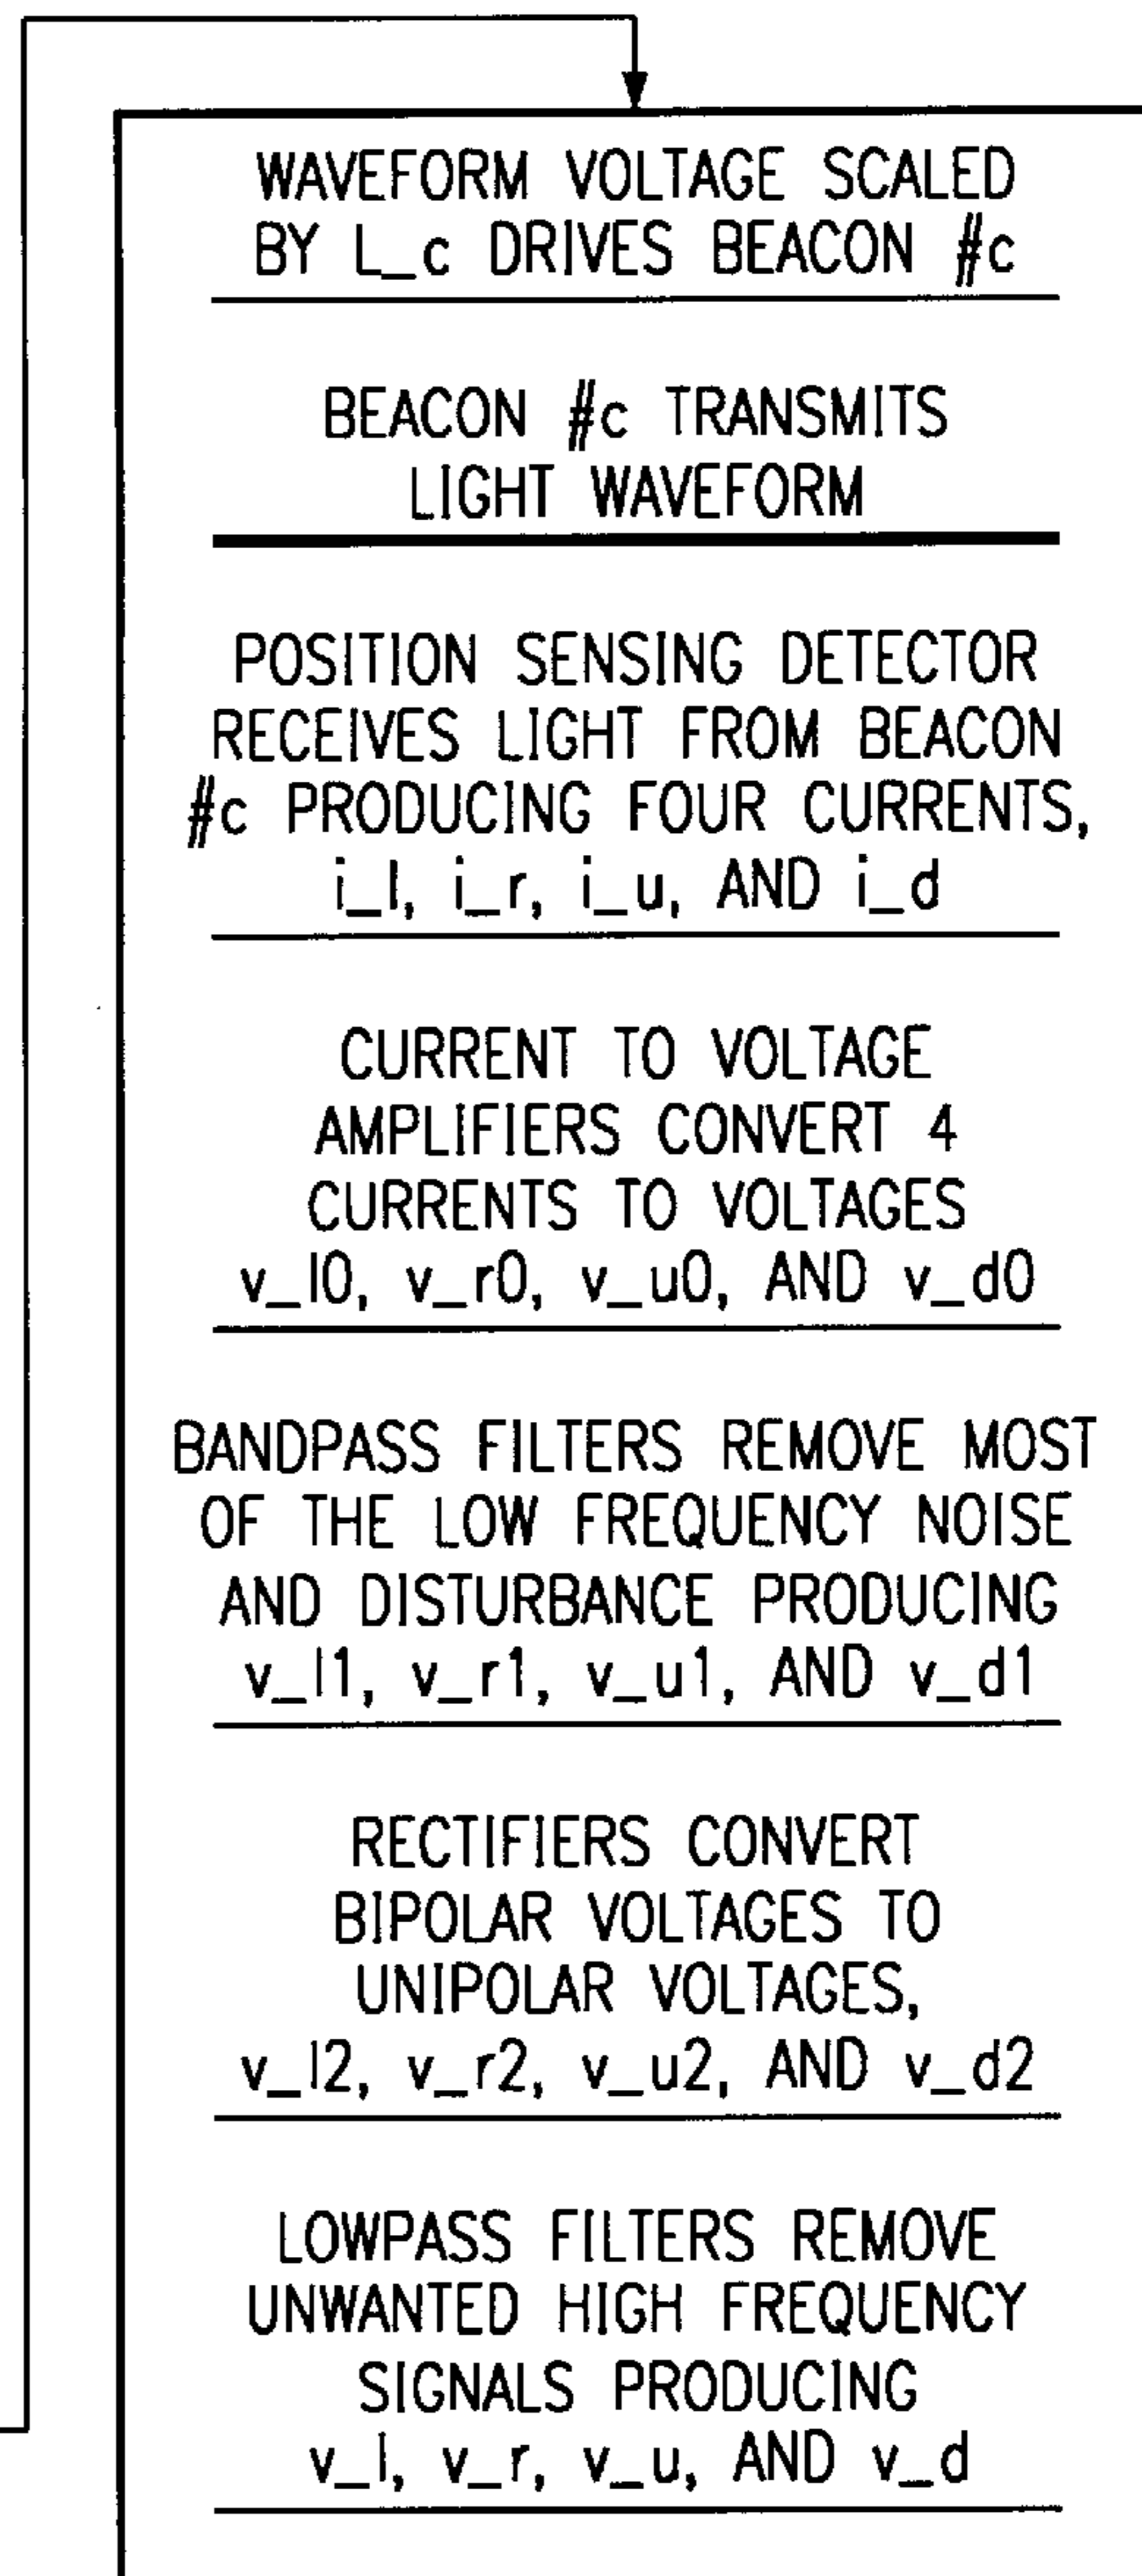 WAVEFORM VOLTAGE SCALED
BY L_c DRIVES BEACON #c
BEACON #c TRANSMITS
LIGHT WAVEFORM
POSITION SENSING DETECTOR
RECEIVES LIGHT FROM BEACON
#c PRODUCING FOUR CURRENTS,
i_l, i_r, i_u, AND i_d
CURRENT TO VOLTAGE
AMPLIFIERS CONVERT 4
CURRENTS TO VOLTAGES
v_l0, v_r0, v_u0, AND v_d0
BANDPASS FILTERS REMOVE MOST
OF THE LOW FREQUENCY NOISE
AND DISTURBANCE PRODUCING
v_l1, v_r1, v_u1, AND v_d1
RECTIFIERS CONVERT
BIPOLAR VOLTAGES TO
UNIPOLAR VOLTAGES,
v_l2, v_r2, v_u2, AND v_d2
LOWPASS FILTERS REMOVE
UNWANTED HIGH FREQUENCY
SIGNALS PRODUCING
v_l, v_r, v_u, AND v_d